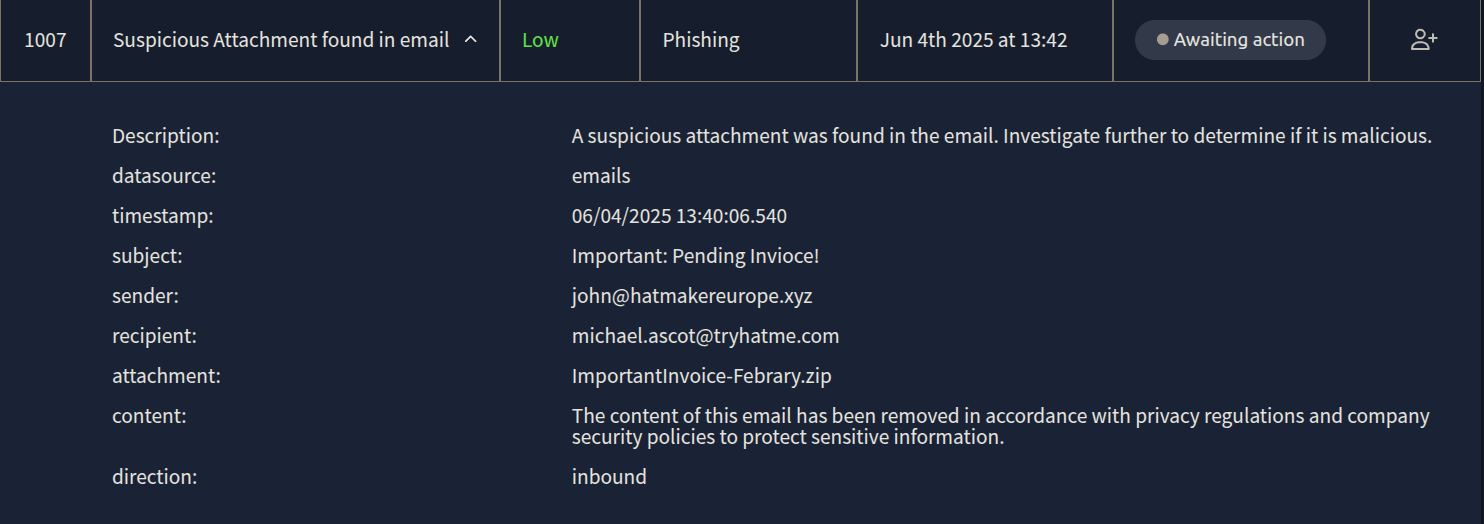 1007 Suspicious Attachment found in email Low Phishing Jun 4th 2025 at 13:42 Awaiting action
Description: A suspicious attachment was found in the email. Investigate further to determine if it is malicious.
datasource: emails
timestamp: 06/04/2025 13:40:06.540
subject: Important: Pending Invioce!
sender: john@hatmakereurope.xyz
recipient: michael.ascot@tryhatme.com
attachment: ImportantInvoice-Febrary.zip
content: The content of this email has been removed in accordance with privacy regulations and company
security policies to protect sensitive information.
direction: inbound